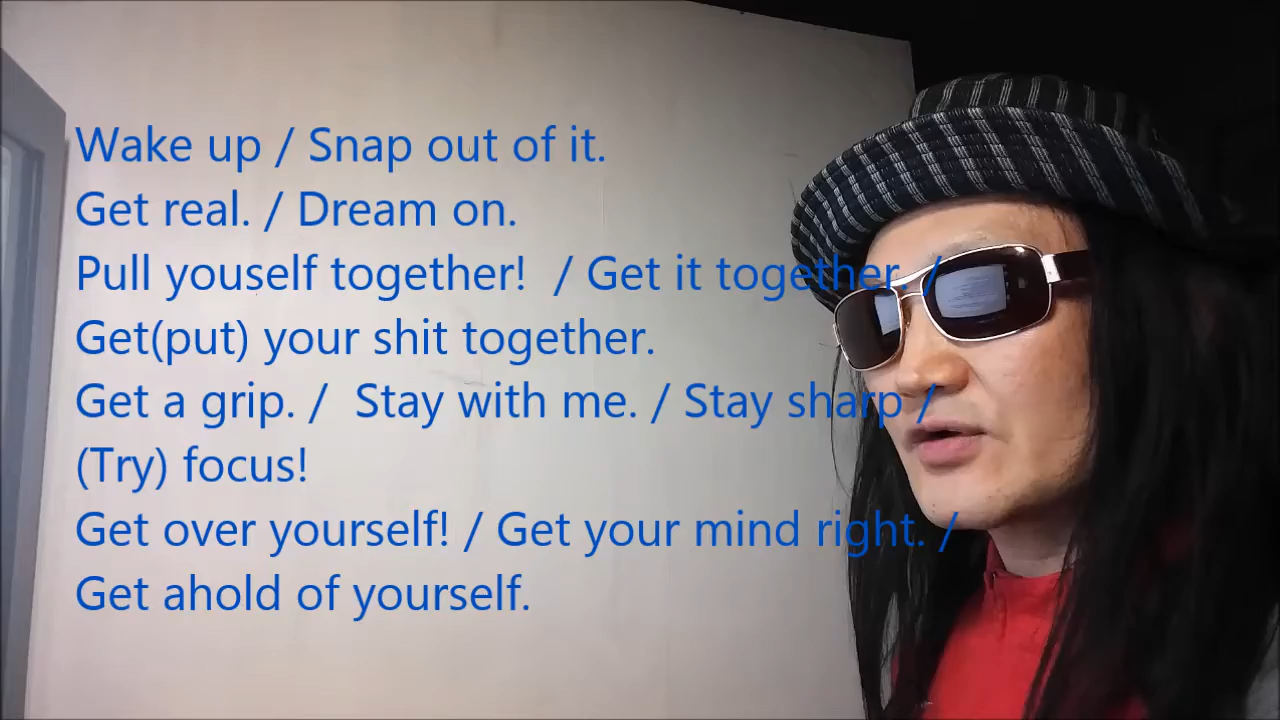 Wake up / Snap out of it.
Get real. / Dream on.
Pull youself together!  / Get it together. /
Get(put) your shit together.
Get a grip. /  Stay with me. / Stay sharp /
(Try) focus!
Get over yourself! / Get your mind right. /
Get ahold of yourself.